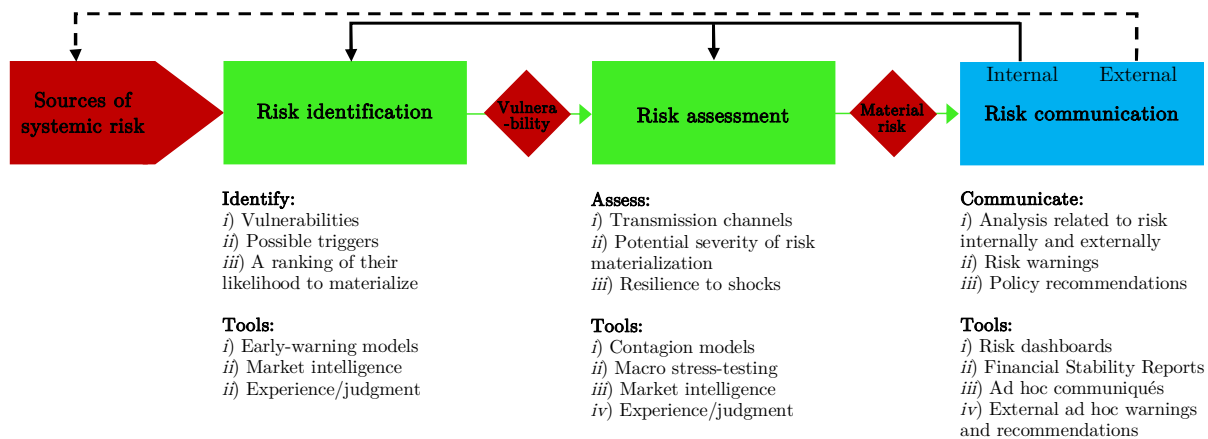 Internal External
Sources of
systemic risk
Risk identification
Vulnera
-bility
Risk assessment
Material
risk
Risk communication
Identify:
i) Vulnerabilities
ii) Possible triggers
iii) A ranking of their
likelihood to materialize
Tools:
i) Early-warning models
ii) Market intelligence
ii) Experience/judgment
Assess:
i) Transmission channels
ii) Potential severity of risk
materialization
iii) Resilience to shocks
Tools:
i) Contagion models
ii) Macro stress-testing
iii) Market intelligence
iv) Experience/judgment
Communicate:
i) Analysis related to risk
internally and externally
ii) Risk warnings
iii) Policy recommendations
Tools:
i) Risk dashboards
ii) Financial Stability Reports
iii) Ad hoc communiqués
iv) External ad hoc warnings
and recommendations